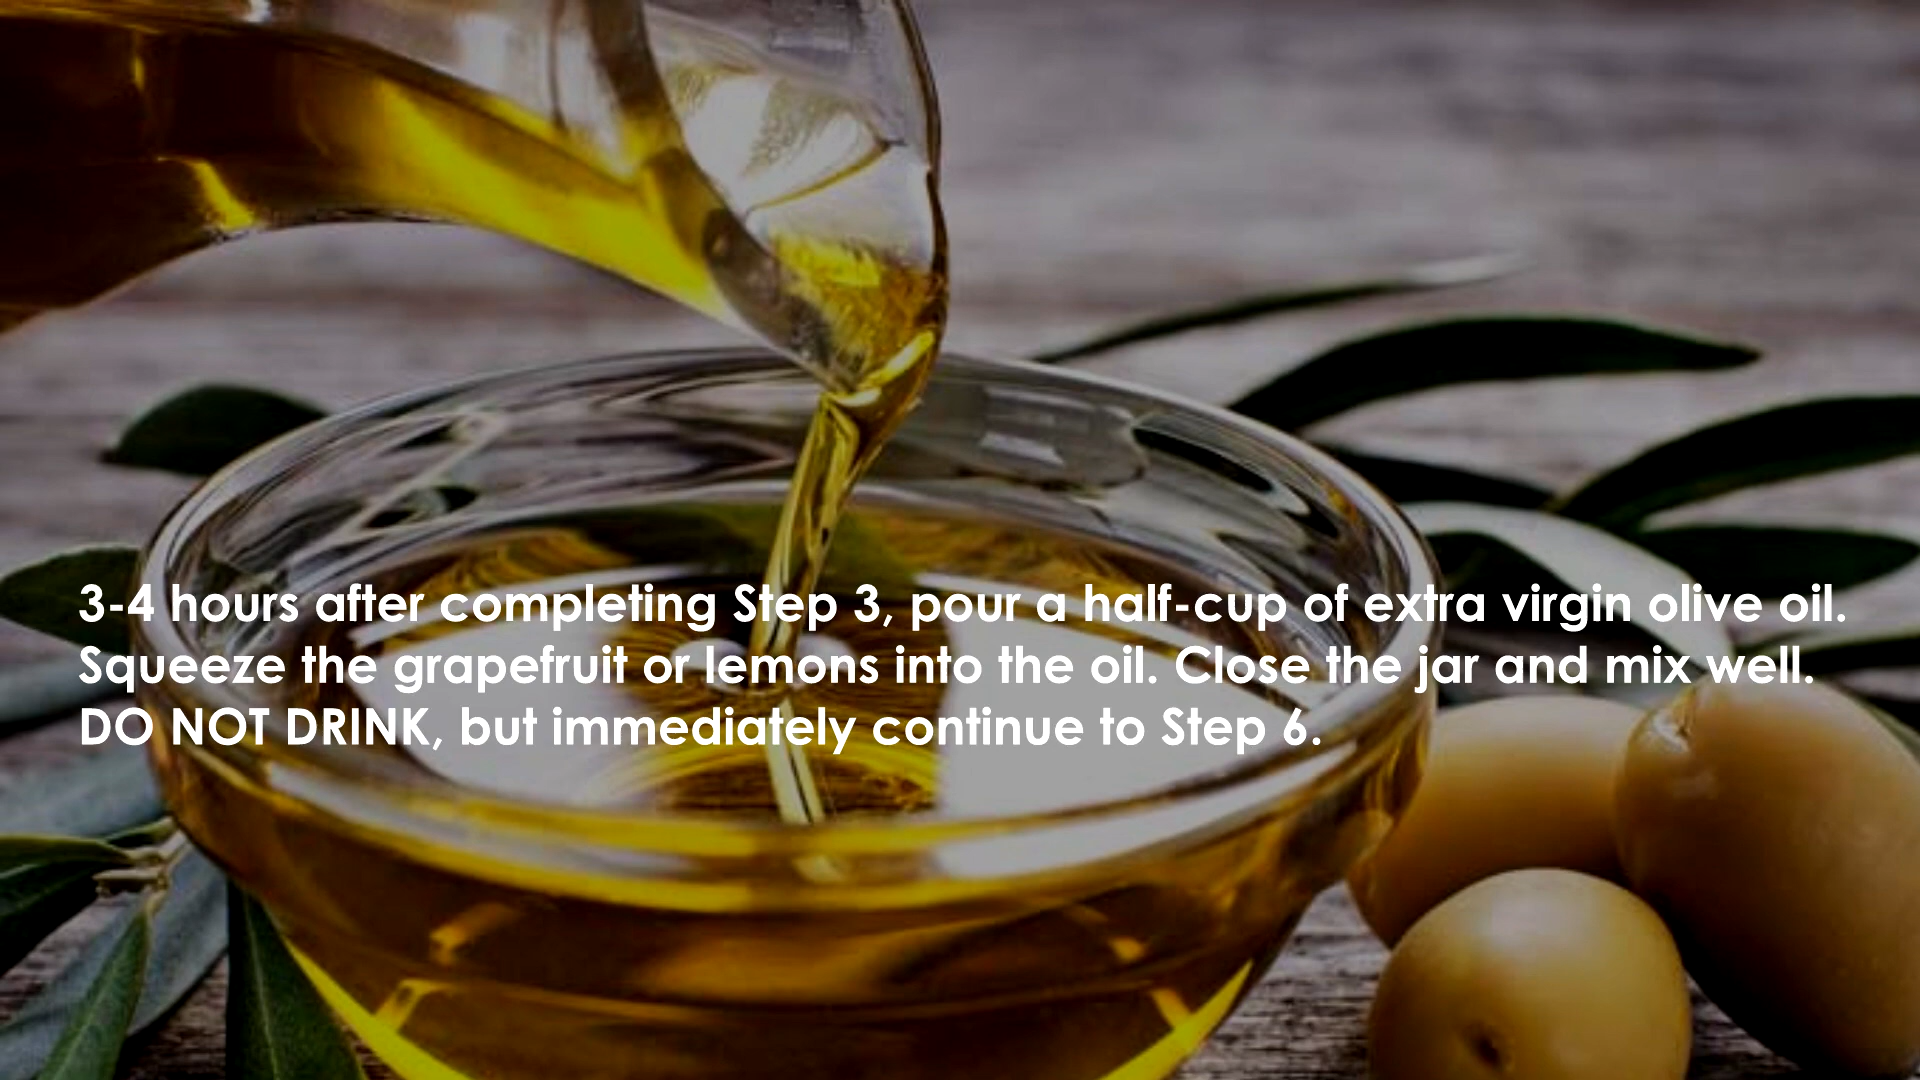 3-4 hours after completing Step 3, pour a half-cup of extra virgin olive oil.
Squeeze the grapefruit or lemons into the oil. Close the jar and mix well.
DO NOT DRINK, but immediately continue to Step 6.